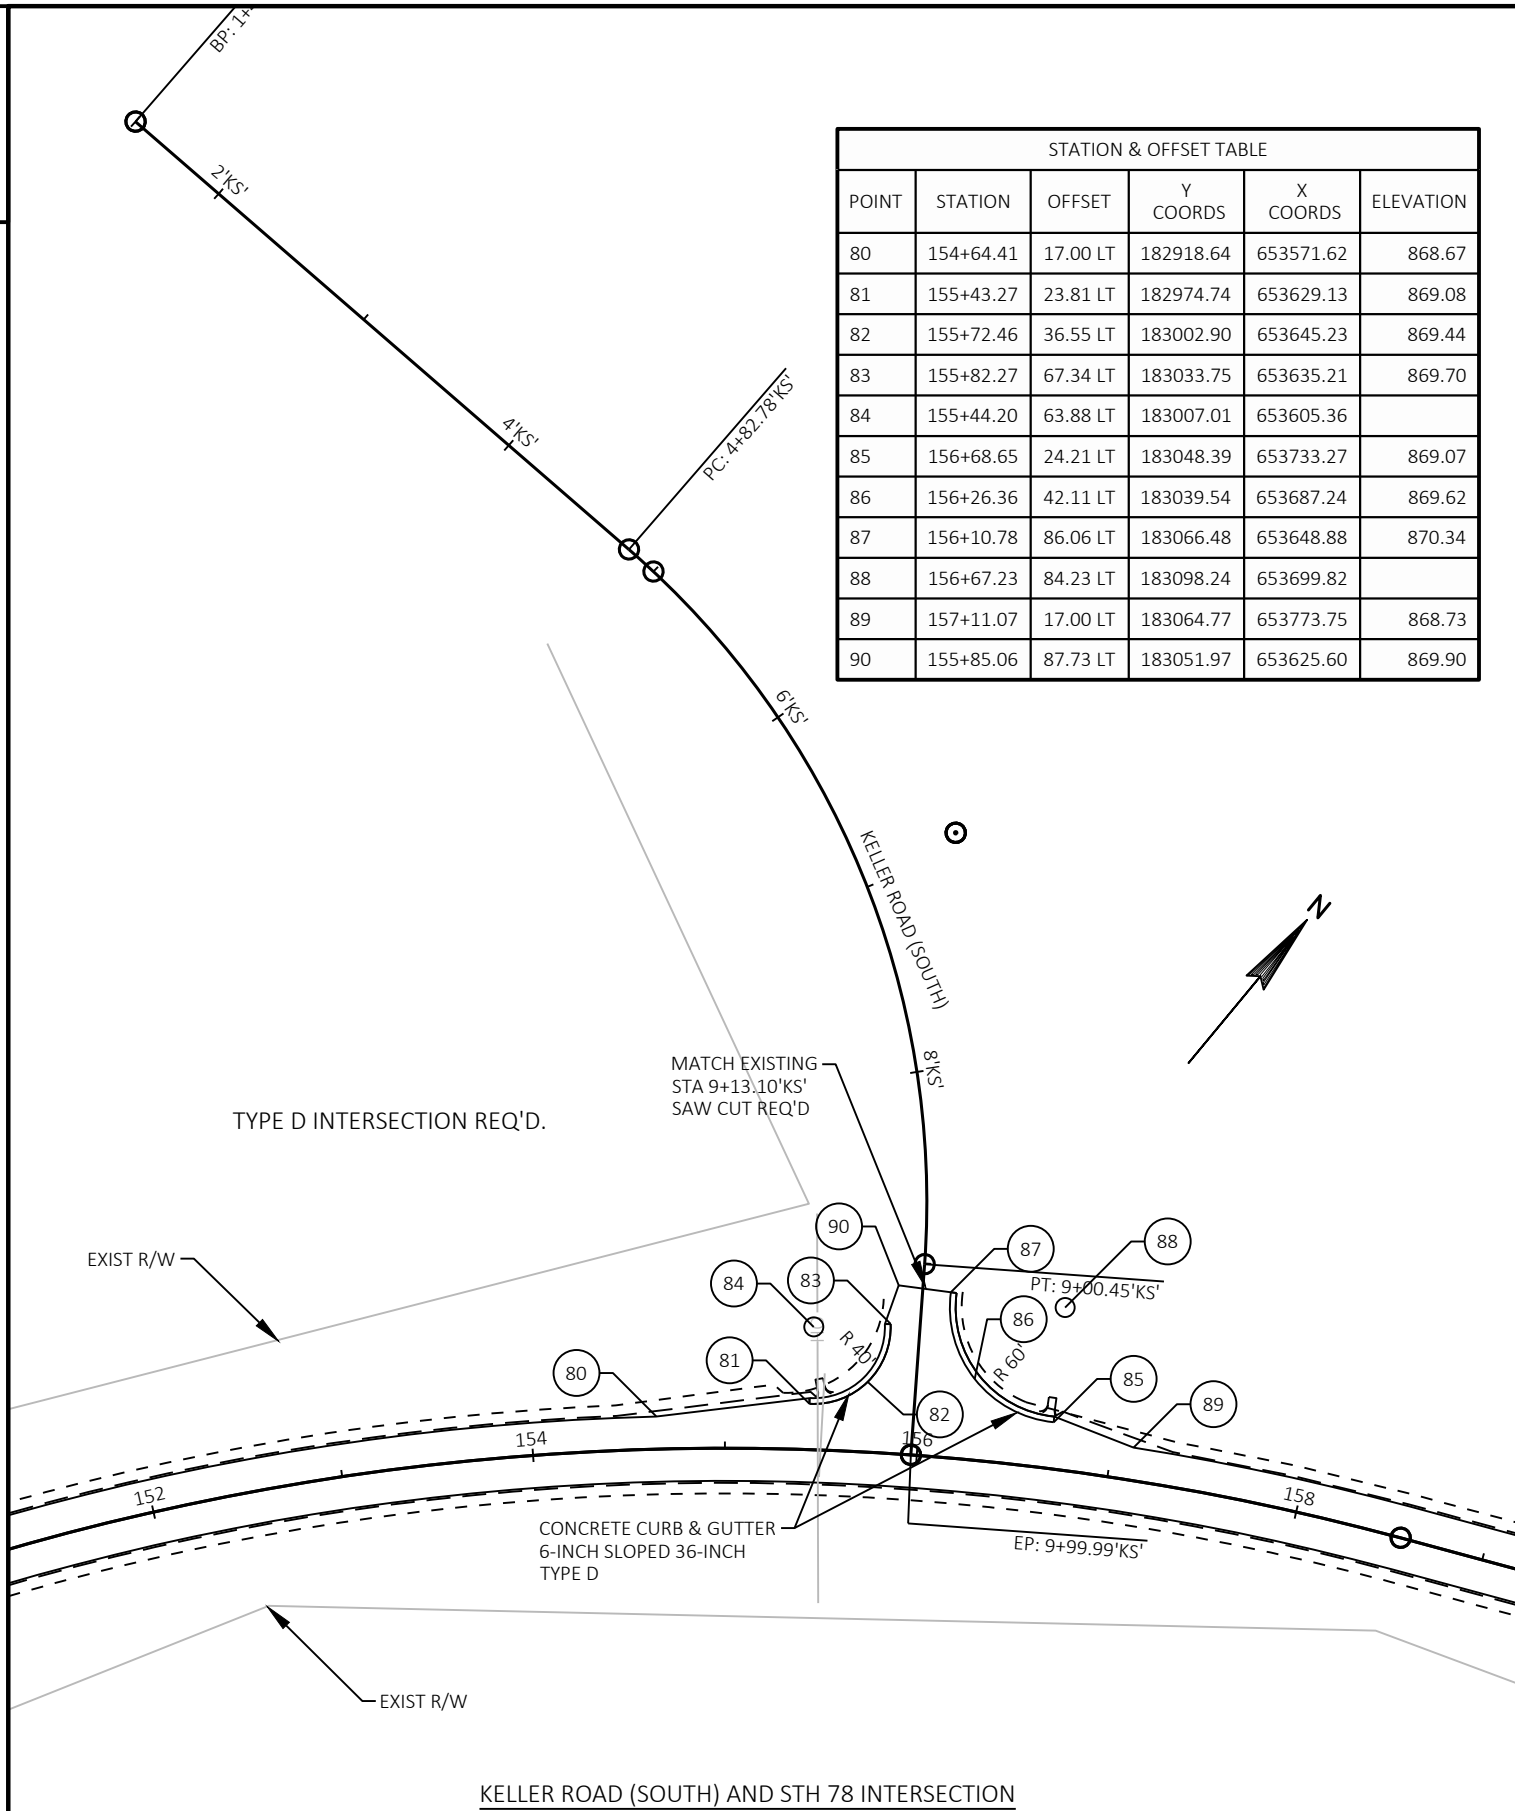 BP: 1+
2'KS'
STATION & OFFSET TABLE
POINT STATION OFFSET Y COORDS X COORDS ELEVATION
80 154+64.41 17.00 LT 182918.64 653571.62 868.67
81 155+43.27 23.81 LT 182974.74 653629.13 869.08
82 155+72.46 36.55 LT 183002.90 653645.23 869.44
83 155+82.27 67.34 LT 183033.75 653635.21 869.70
84 155+44.20 63.88 LT 183007.01 653605.36
85 156+68.65 24.21 LT 183048.39 653733.27 869.07
86 156+26.36 42.11 LT 183039.54 653687.24 869.62
87 156+10.78 86.06 LT 183066.48 653648.88 870.34
88 156+67.23 84.23 LT 183098.24 653699.82
89 157+11.07 17.00 LT 183064.77 653773.75 868.73
90 155+85.06 87.73 LT 183051.97 653625.60 869.90
4'KS'
PC: 4+82.78'KS'
6'KS'
KELLER ROAD (SOUTH)
N
8'KS'
MATCH EXISTING
STA 9+13.10'KS'
SAW CUT REQ'D
TYPE D INTERSECTION REQ'D.
90
87
88
EXIST R/W
84
83
PT: 9+00.45'KS'
86
R 40'
R 60'
81
80
85
89
82
154
156
152
158
CONCRETE CURB & GUTTER
6-INCH SLOPED 36-INCH
TYPE D
EP: 9+99.99'KS'
EXIST R/W
KELLER ROAD (SOUTH) AND STH 78 INTERSECTION